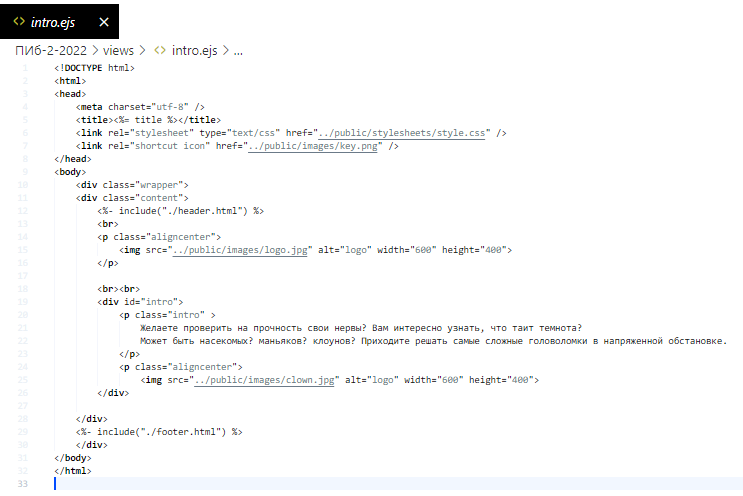 <> intro.ejs ×
ПИб-2-2022 > views > <> intro.ejs > ...
1 <!DOCTYPE html>
2 <html>
3 <head>
4 <meta charset="utf-8" />
5 <title><%= title %></title>
6 <link rel="stylesheet" type="text/css" href="../public/stylesheets/style.css" />
7 <link rel="shortcut icon" href="../public/images/key.png" />
8 </head>
9 <body>
10 <div class="wrapper">
11 <div class="content">
12 <%- include("./header.html") %>
13 <br>
14 <p class="aligncenter">
15 <img src="../public/images/logo.jpg" alt="logo" width="600" height="400">
16 </p>
17
18 <br><br>
19 <div id="intro">
20 <p class="intro" >
21 Желаете проверить на прочность свои нервы? Вам интересно узнать, что таит темнота?
22 Может быть насекомых? маньяков? клоунов? Приходите решать самые сложные головоломки в напряженной обстановке.
23 </p>
24 <p class="aligncenter">
25 <img src="../public/images/clown.jpg" alt="logo" width="600" height="400">
26 </div>
27
28 </div>
29 <%- include("./footer.html") %>
30 </div>
31 </body>
32 </html>
33